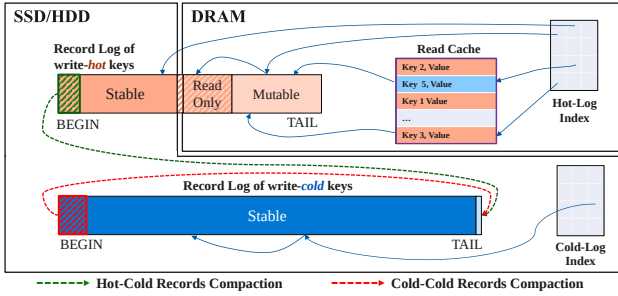 SSD/HDD
DRAM
Record Log of
write-hot keys
Stable
Read
Only
Mutable
BEGIN
TAIL
Read Cache
Key 2, Value
Key 5, Value
Key 1 Value
...
Key 3, Value
Hot-Log
Index
Record Log of write-cold keys
Stable
BEGIN
TAIL
Cold-Log
Index
Hot-Cold Records Compaction
Cold-Cold Records Compaction